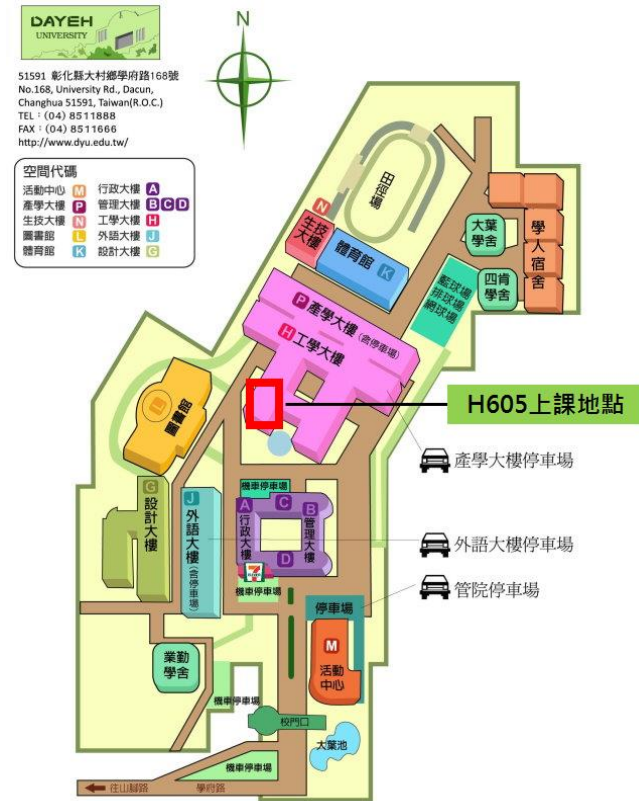 DAYEH
UNIVERSITY
51591 彰化縣大村鄉學府路168號
No.168, University Rd., Dacun,
Changhua 51591, Taiwan(R.O.C.)
TEL：(04) 8511888
FAX：(04) 8511666
http://www.dyu.edu.tw/
空間代碼
活動中心 M 行政大樓 A
產學大樓 P 管理大樓 B C D
生技大樓 N 工學大樓 H
圖書館 L 外語大樓 J
體育館 K 設計大樓 G
N
田徑場
N
生技大樓
體育館 K
大葉
學舍
學人宿舍
四肯
學舍
籃球場
排球場
網球場
P 產學大樓(含停車場)
H 工學大樓
H605上課地點
L
圖書館
產學大樓停車場
G
設計大樓
J
外語大樓(含停車場)
機車停車場
A
行政大樓
C
B
管理大樓
D
外語大樓停車場
7
ELEVEN
機車停車場
管院停車場
停車場
M
活動
中心
業勤
學舍
機車停車場
校門口
大葉池
機車停車場
往山腳路
學府路